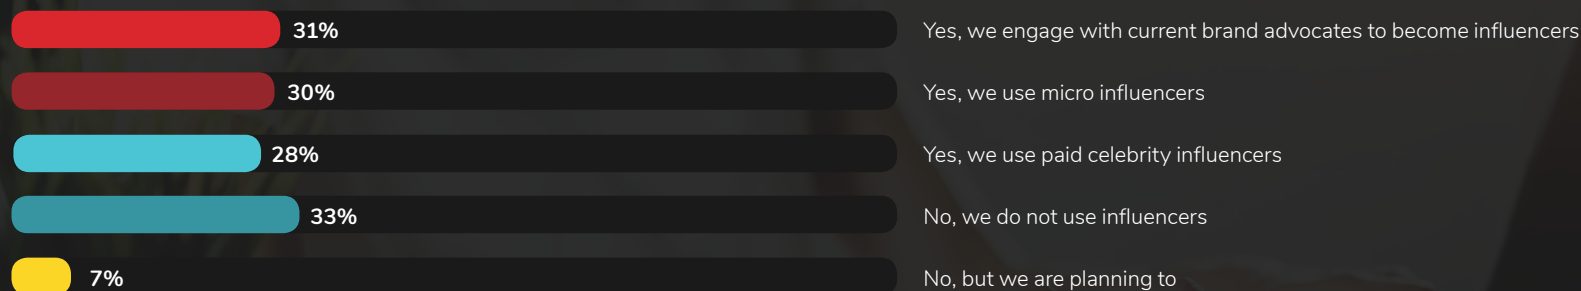 31% Yes, we engage with current brand advocates to become influencers
30% Yes, we use micro influencers
28% Yes, we use paid celebrity influencers
33% No, we do not use influencers
7% No, but we are planning to